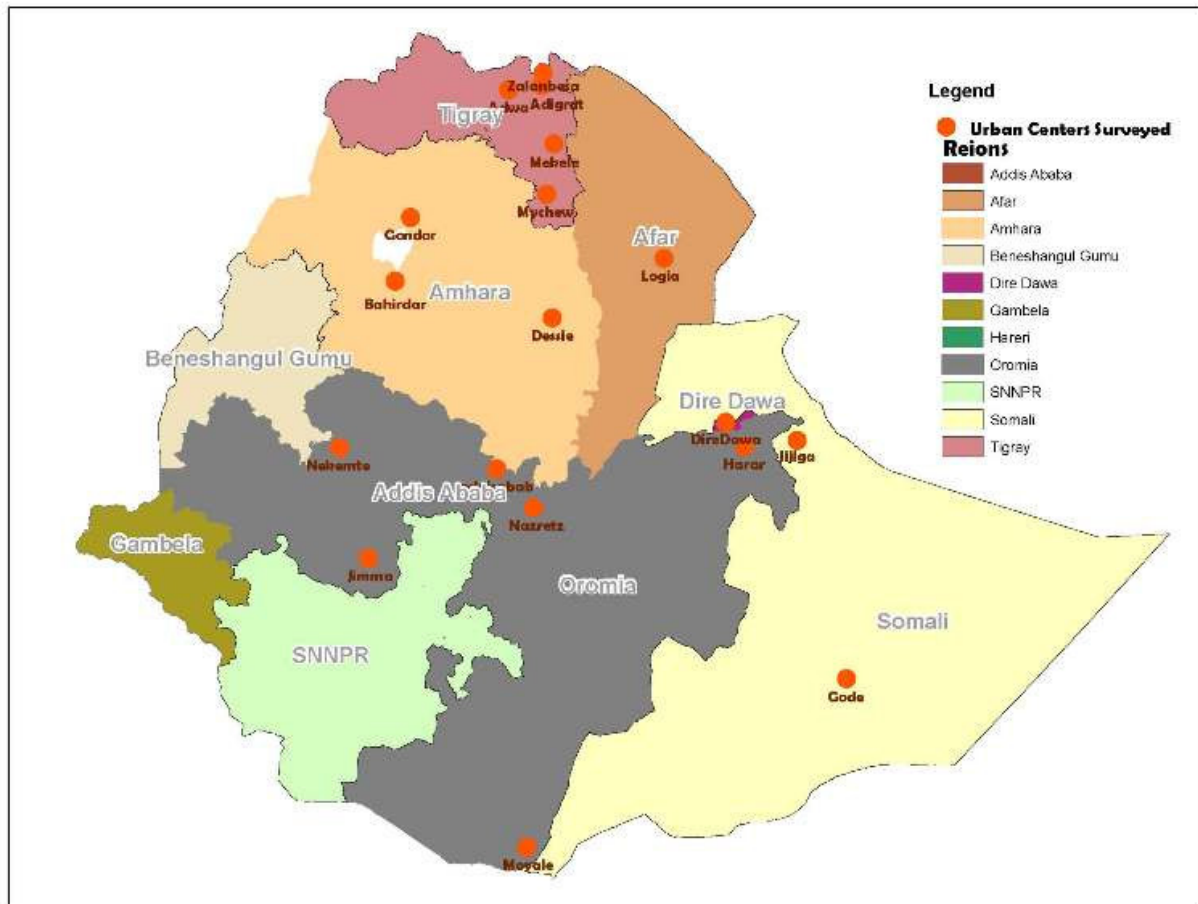 Zalanbesa
Adwa
Adigrat
Tigray
Mekele
Mychew
Gondar
Afar
Logia
Bahirdar
Amhara
Dessie
Beneshangul Gumu
Dire Dawa
DireDawa
Harar
Jijiga
Nekemte
Addis Ababa
Nazretz
Gambela
Jimma
Oromia
SNNPR
Somali
Gode
Moyale
Legend
Urban Centers Surveyed
Reions
Addis Ababa
Afar
Amhara
Beneshangul Gumu
Dire Dawa
Gambela
Hareri
Oromia
SNNPR
Somali
Tigray